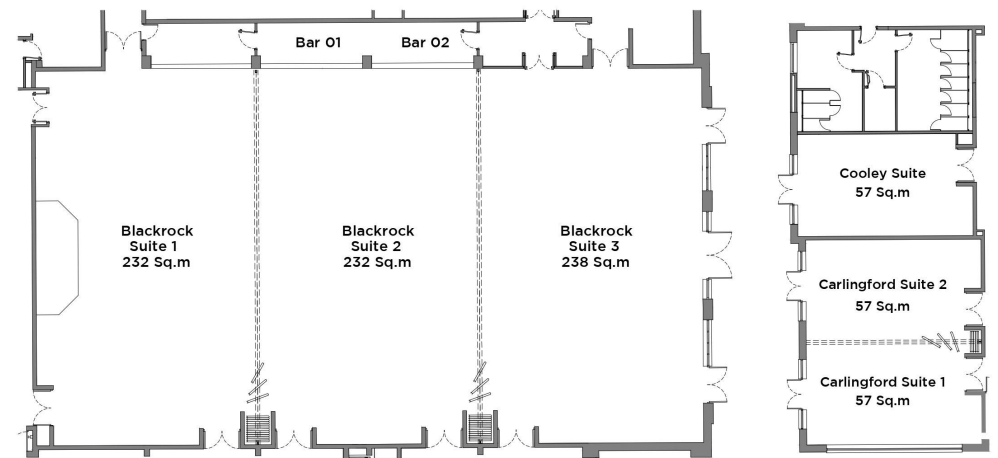 Bar 01
Bar 02
Blackrock
Suite 1
232 Sq.m
Blackrock
Suite 2
232 Sq.m
Blackrock
Suite 3
238 Sq.m
Cooley Suite
57 Sq.m
Carlingford Suite 2
57 Sq.m
Carlingford Suite 1
57 Sq.m